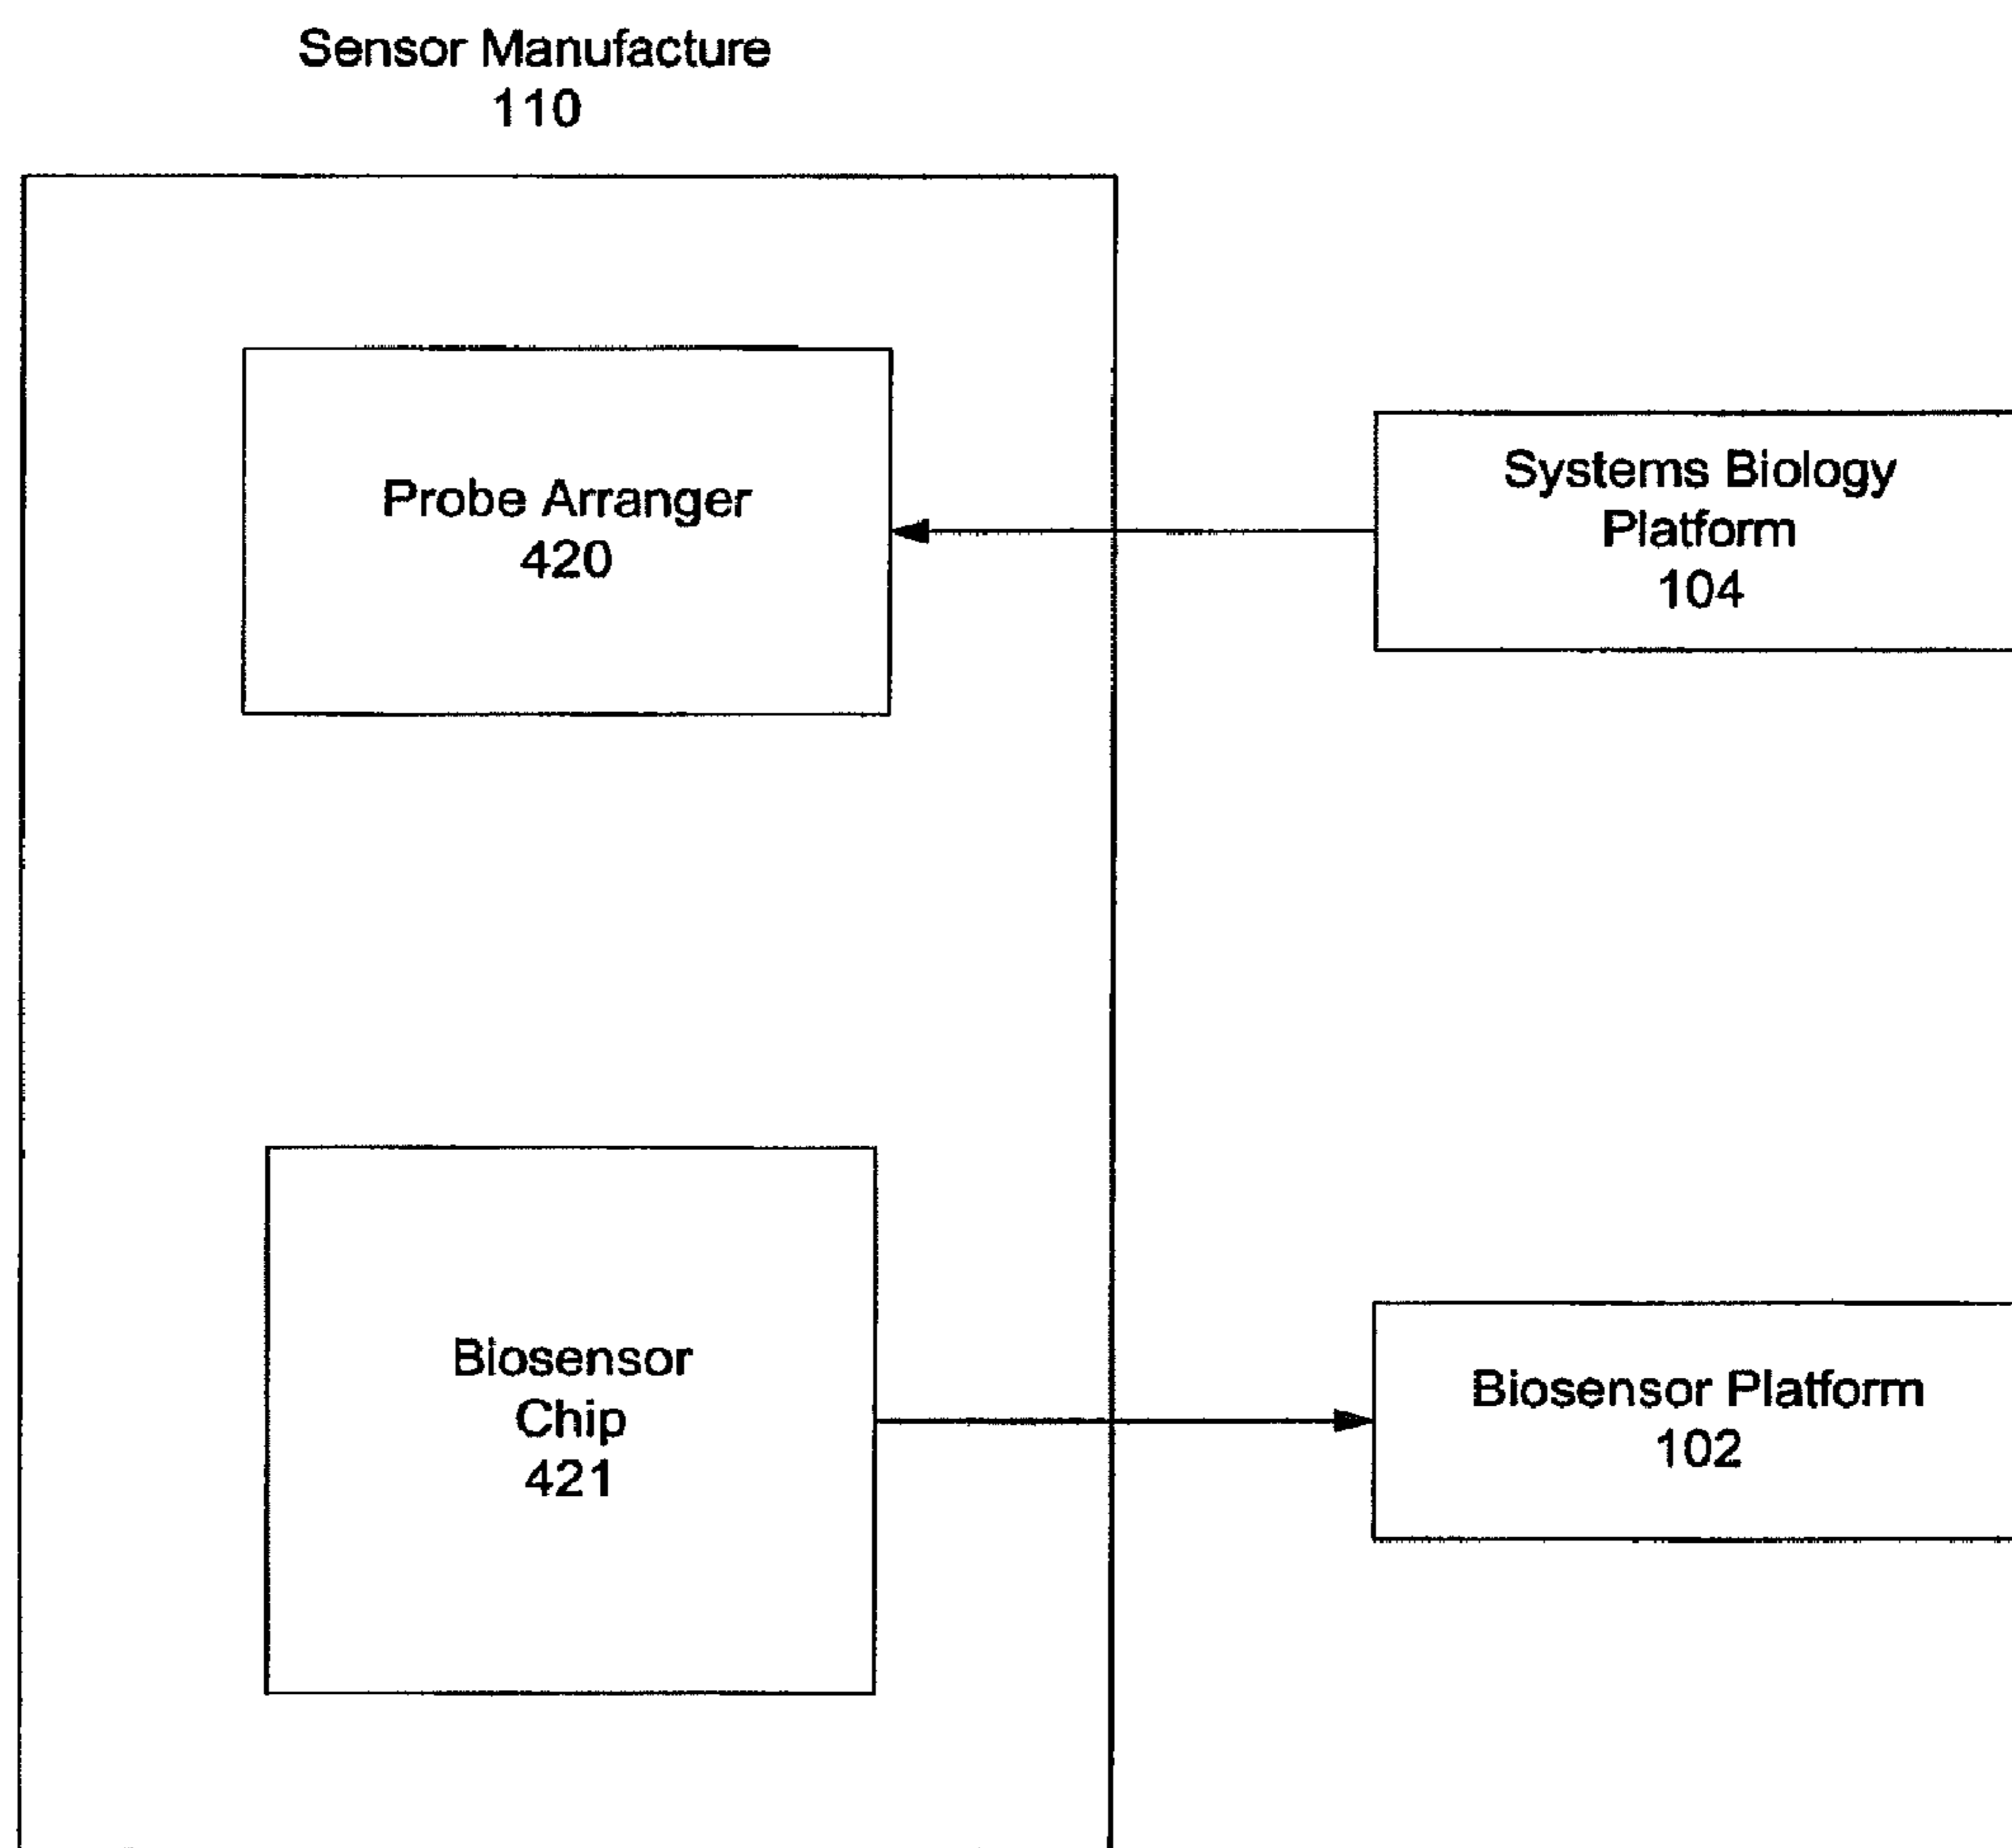 Sensor Manufacture
110
Probe Arranger
420
Systems Biology
Platform
104
Biosensor
Chip
421
Biosensor Platform
102